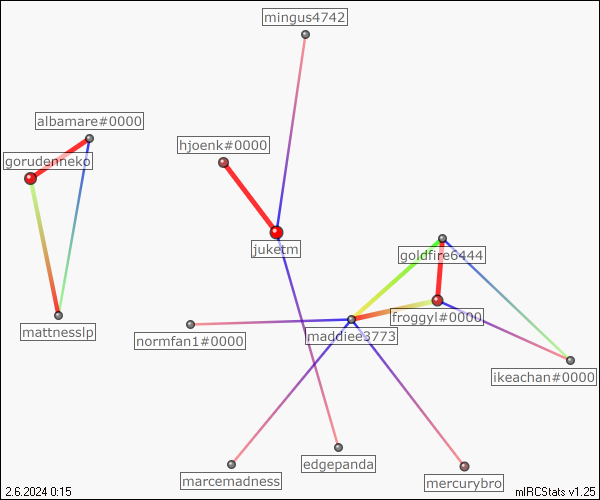 mingus4742
albamare#0000
hjoenk#0000
gorudenneko
juketm
goldfire6444
froggyl#0000
mattnesslp
normfan1#0000
maddiee3773
ikeachan#0000
edgepanda
marcemadness
mercurybro
2.6.2024 0:15
mIRCStats v1.25